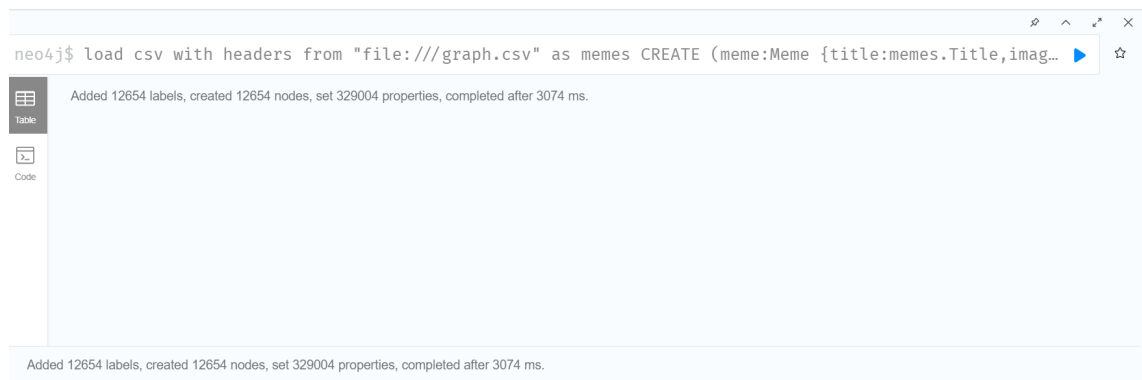 neo4j$ load csv with headers from "file:///graph.csv" as memes CREATE (meme:Meme {title:memes.Title,imag…
Table
Added 12654 labels, created 12654 nodes, set 329004 properties, completed after 3074 ms.
Code
Added 12654 labels, created 12654 nodes, set 329004 properties, completed after 3074 ms.